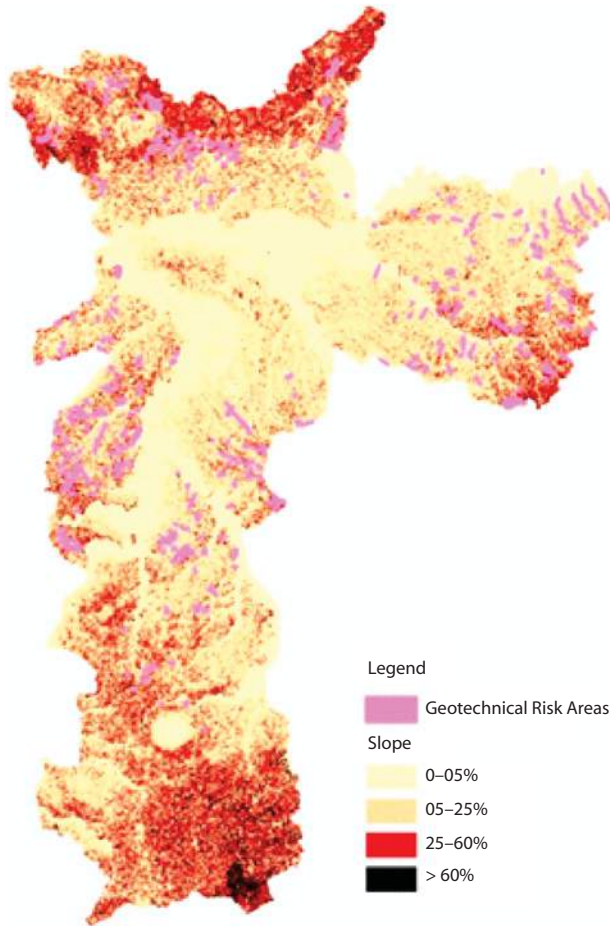 Legend
Geotechnical Risk Areas
Slope
0–05%
05–25%
25–60%
> 60%